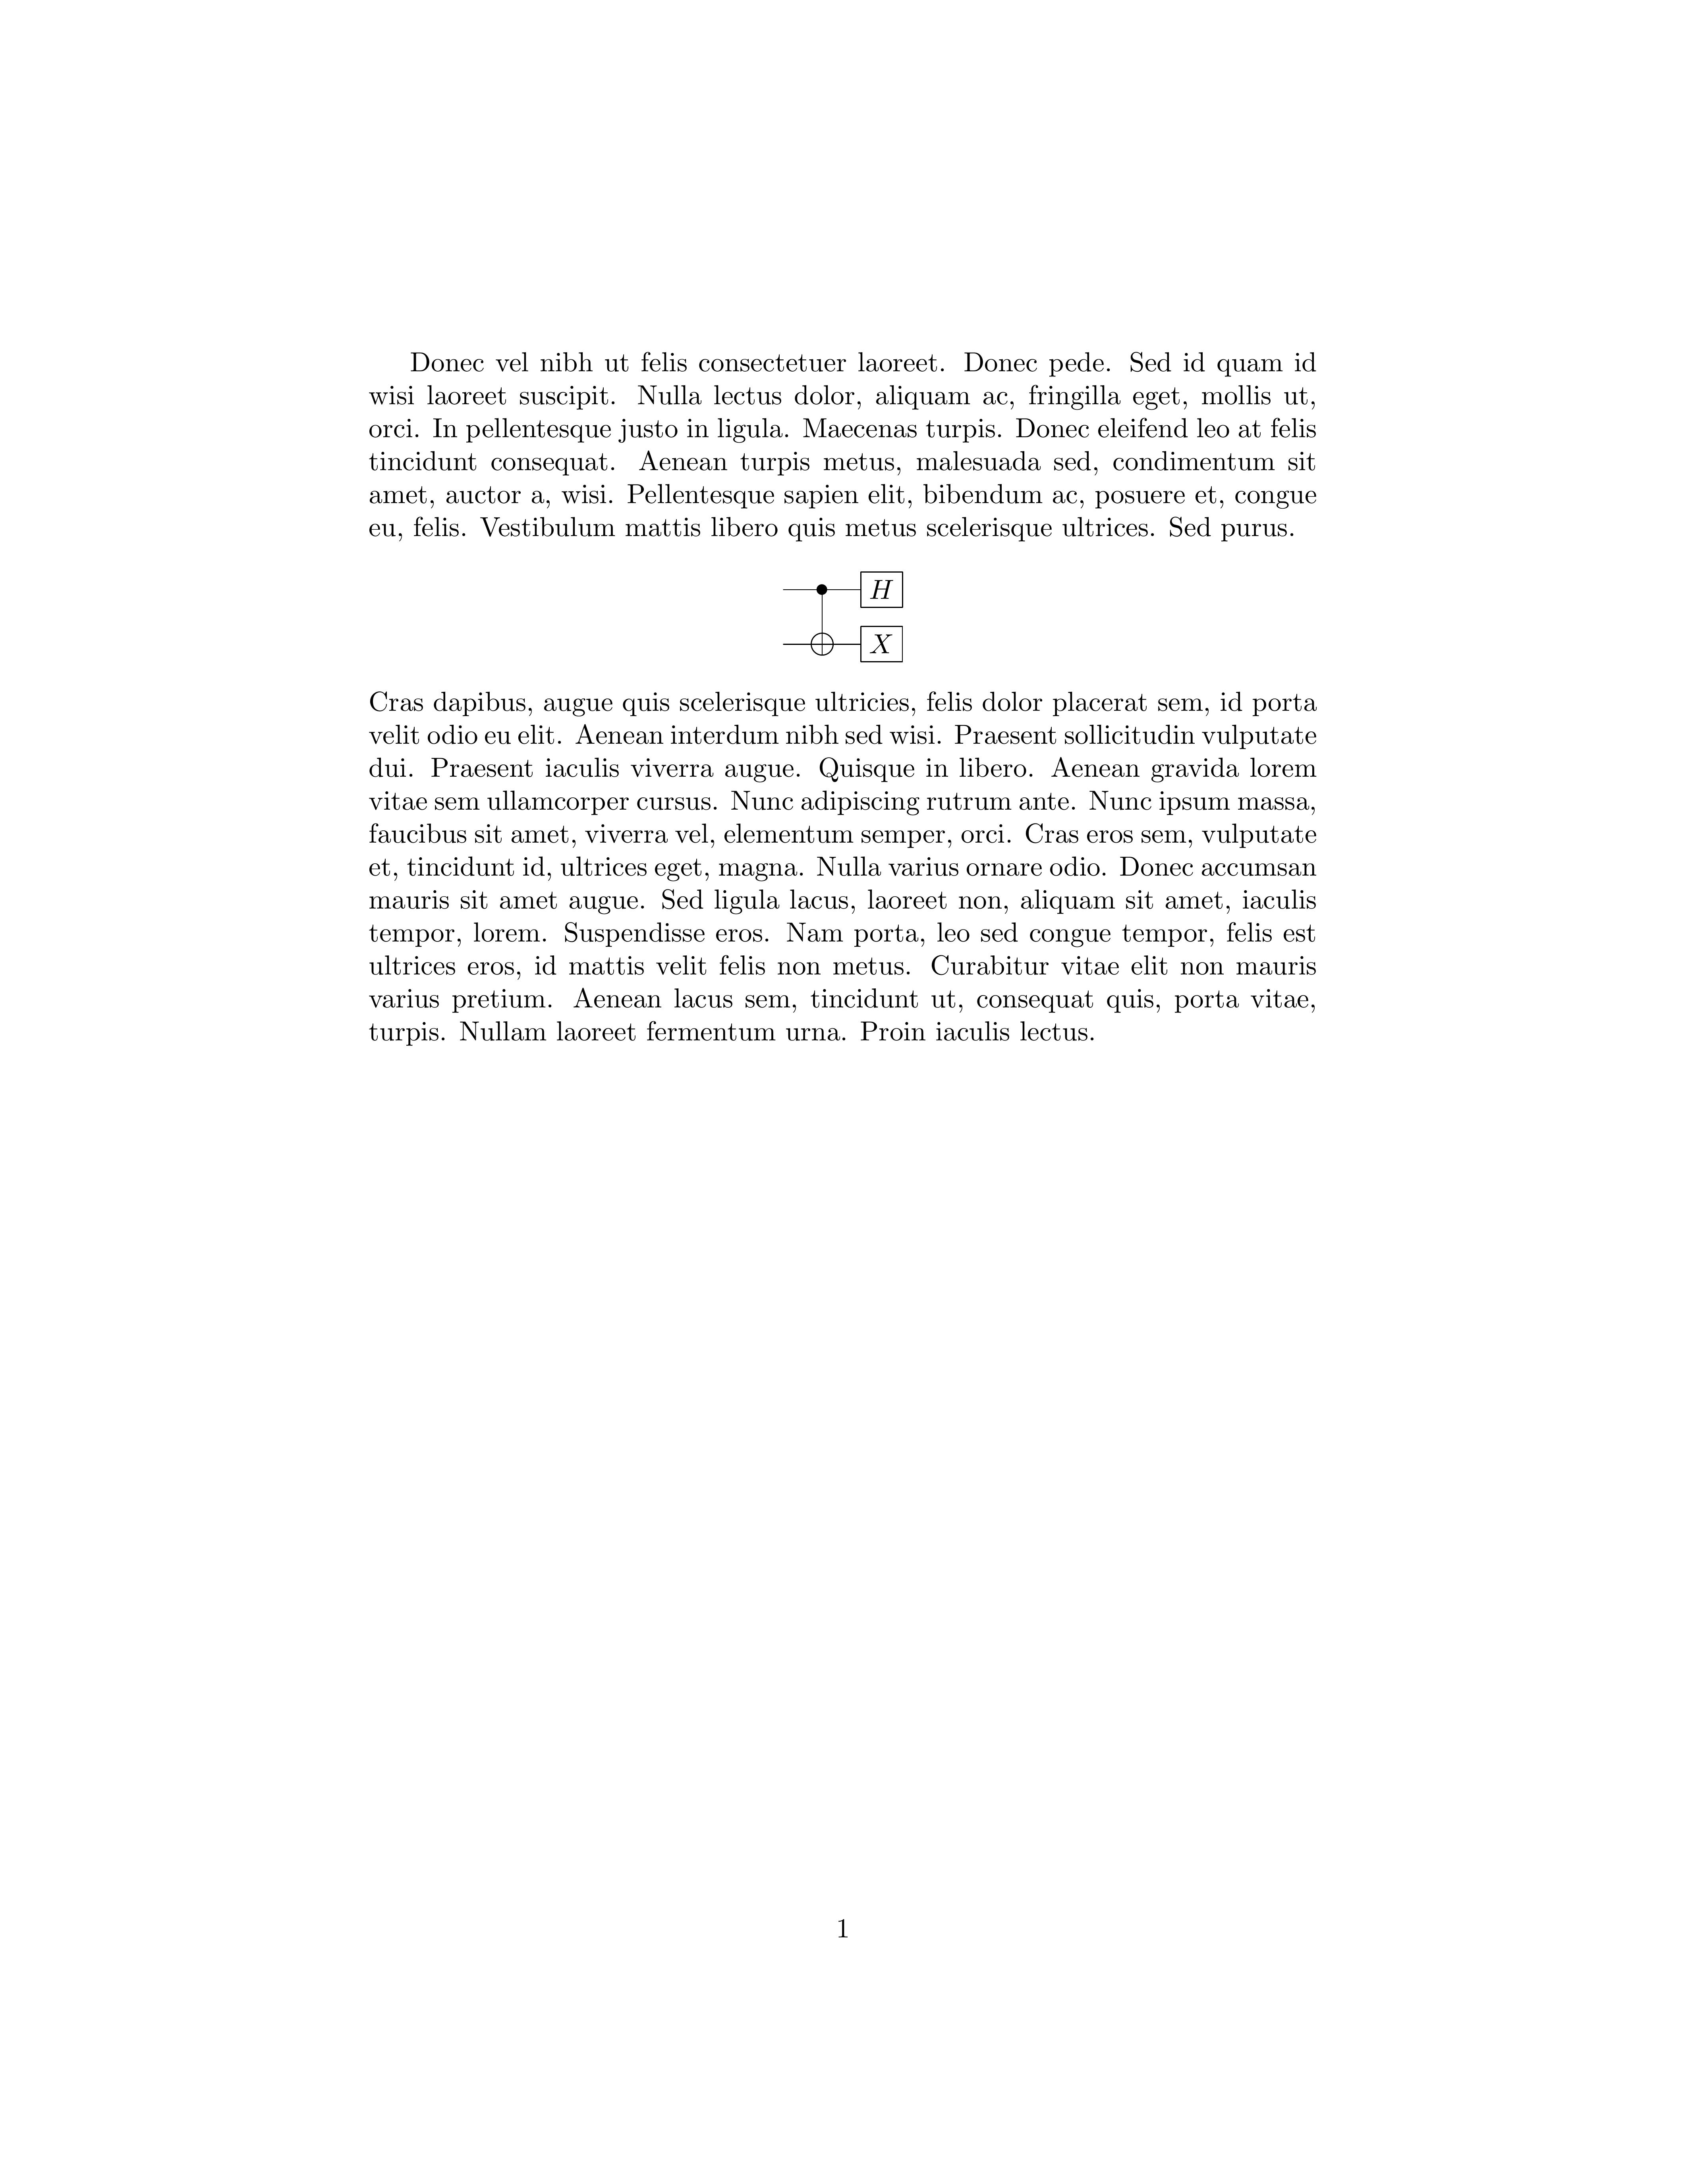 Donec vel nibh ut felis consectetuer laoreet. Donec pede. Sed id quam id
wisi laoreet suscipit. Nulla lectus dolor, aliquam ac, fringilla eget, mollis ut,
orci. In pellentesque justo in ligula. Maecenas turpis. Donec eleifend leo at felis
tincidunt consequat. Aenean turpis metus, malesuada sed, condimentum sit
amet, auctor a, wisi. Pellentesque sapien elit, bibendum ac, posuere et, congue
eu, felis. Vestibulum mattis libero quis metus scelerisque ultrices. Sed purus.
H
X
Cras dapibus, augue quis scelerisque ultricies, felis dolor placerat sem, id porta
velit odio eu elit. Aenean interdum nibh sed wisi. Praesent sollicitudin vulputate
dui. Praesent iaculis viverra augue. Quisque in libero. Aenean gravida lorem
vitae sem ullamcorper cursus. Nunc adipiscing rutrum ante. Nunc ipsum massa,
faucibus sit amet, viverra vel, elementum semper, orci. Cras eros sem, vulputate
et, tincidunt id, ultrices eget, magna. Nulla varius ornare odio. Donec accumsan
mauris sit amet augue. Sed ligula lacus, laoreet non, aliquam sit amet, iaculis
tempor, lorem. Suspendisse eros. Nam porta, leo sed congue tempor, felis est
ultrices eros, id mattis velit felis non metus. Curabitur vitae elit non mauris
varius pretium. Aenean lacus sem, tincidunt ut, consequat quis, porta vitae,
turpis. Nullam laoreet fermentum urna. Proin iaculis lectus.
1